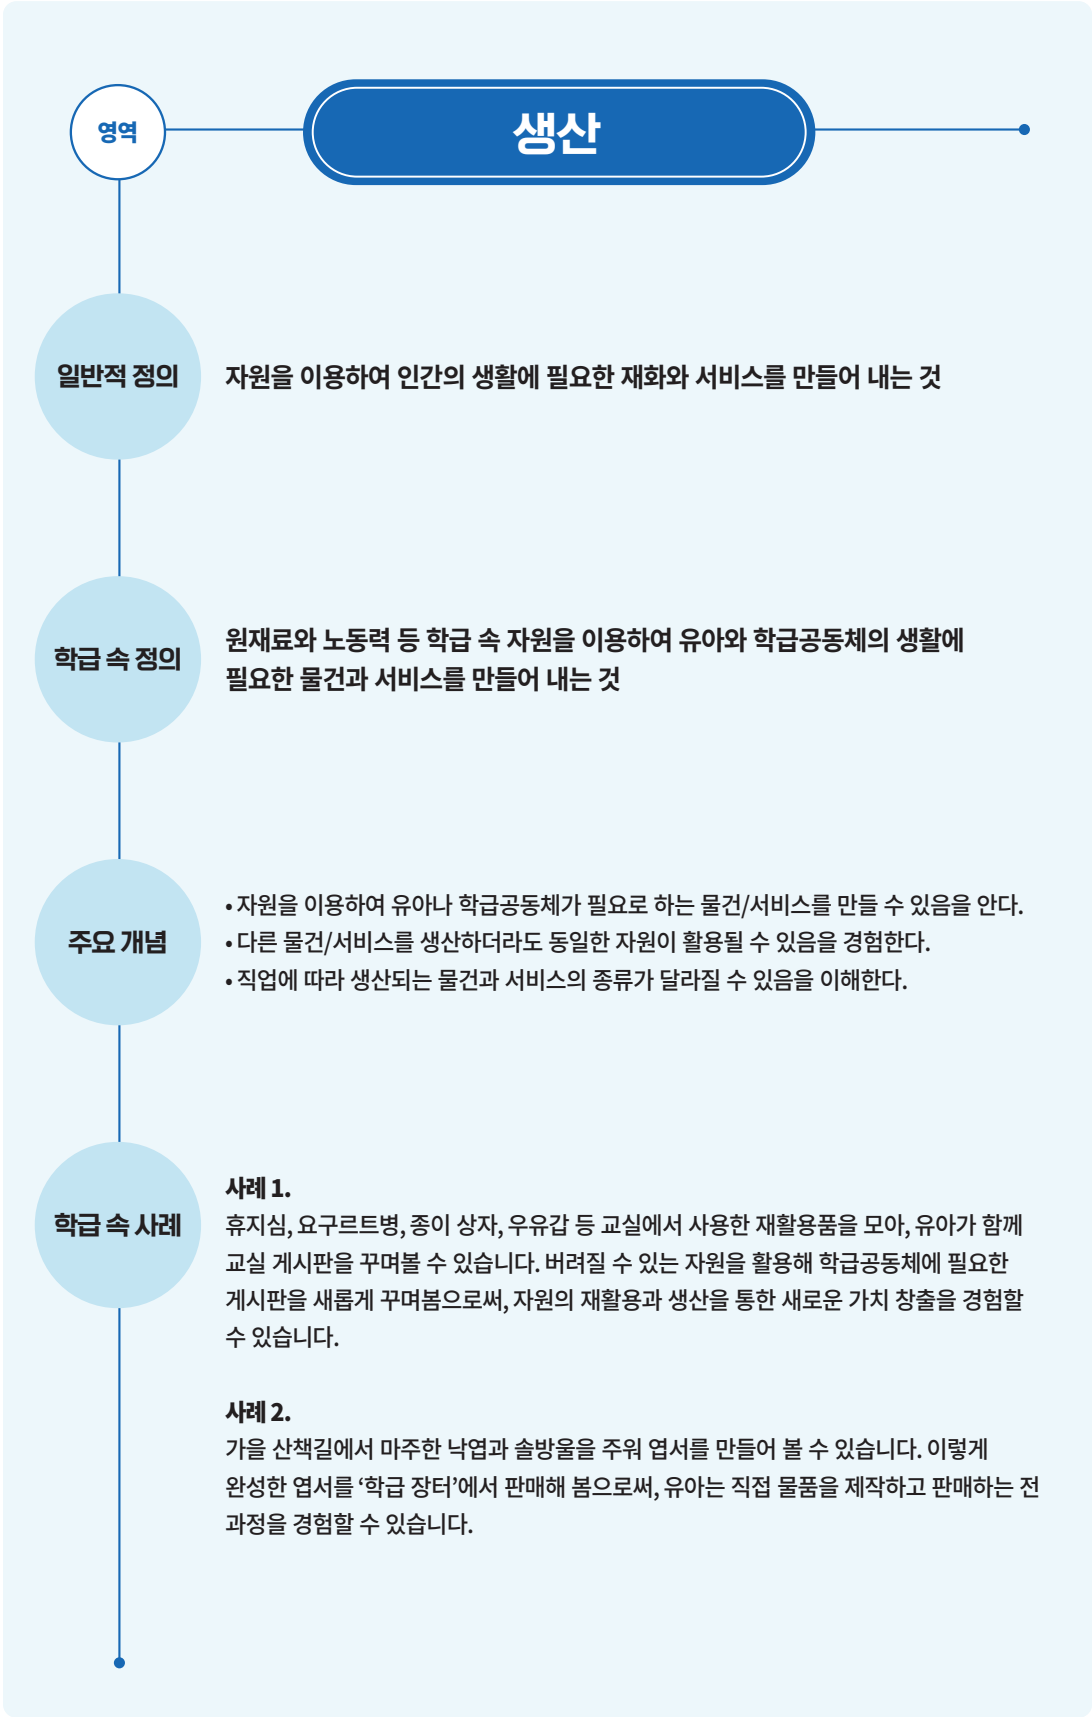 영역
생산
일반적 정의
자원을 이용하여 인간의 생활에 필요한 재화와 서비스를 만들어 내는 것
학급 속 정의
원재료와 노동력 등 학급 속 자원을 이용하여 유아와 학급공동체의 생활에
필요한 물건과 서비스를 만들어 내는 것
주요 개념
• 자원을 이용하여 유아나 학급공동체가 필요로 하는 물건/서비스를 만들 수 있음을 안다.
• 다른 물건/서비스를 생산하더라도 동일한 자원이 활용될 수 있음을 경험한다.
• 직업에 따라 생산되는 물건과 서비스의 종류가 달라질 수 있음을 이해한다.
학급 속 사례
사례 1.
휴지심, 요구르트병, 종이 상자, 우유갑 등 교실에서 사용한 재활용품을 모아, 유아가 함께
교실 게시판을 꾸며볼 수 있습니다. 버려질 수 있는 자원을 활용해 학급공동체에 필요한
게시판을 새롭게 꾸며봄으로써, 자원의 재활용과 생산을 통한 새로운 가치 창출을 경험할
수 있습니다.
사례 2.
가을 산책길에서 마주한 낙엽과 솔방울을 주워 엽서를 만들어 볼 수 있습니다. 이렇게
완성한 엽서를 ‘학급 장터’에서 판매해 봄으로써, 유아는 직접 물품을 제작하고 판매하는 전
과정을 경험할 수 있습니다.